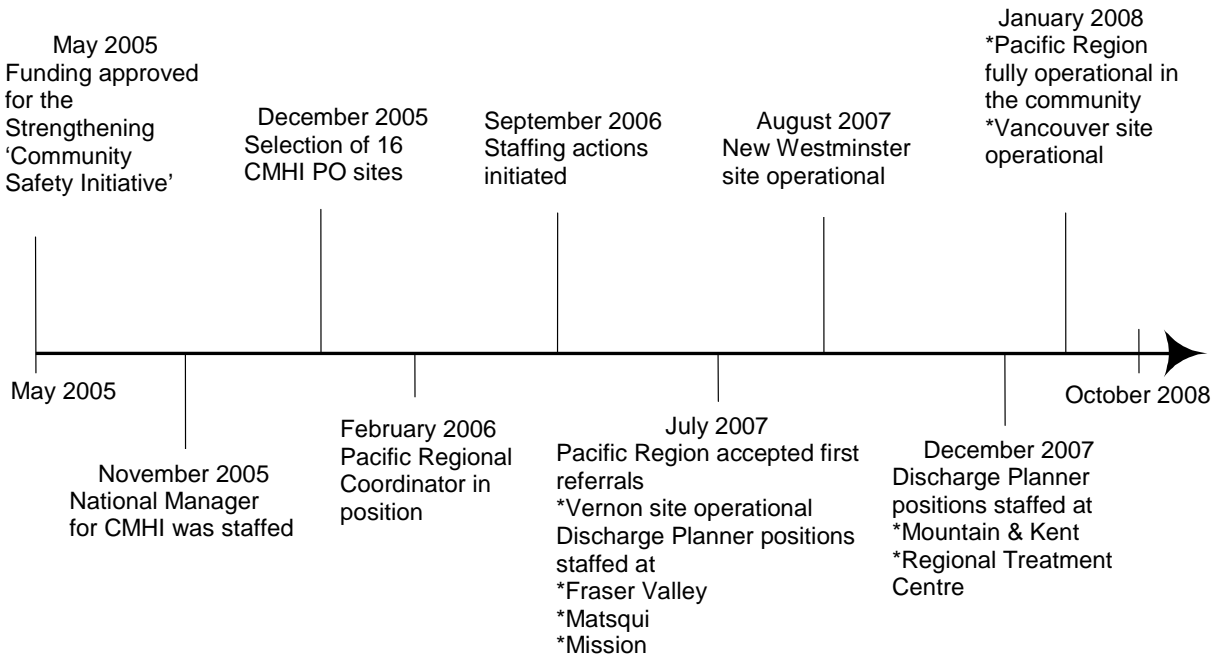 May 2005
Funding approved
for the
Strengthening
‘Community
Safety Initiative’
December 2005
Selection of 16
CMHI PO sites
September 2006
Staffing actions
initiated
August 2007
New Westminster
site operational
January 2008
*Pacific Region
fully operational in
the community
*Vancouver site
operational
May 2005
October 2008
November 2005
National Manager
for CMHI was staffed
February 2006
Pacific Regional
Coordinator in
position
July 2007
Pacific Region accepted first
referrals
*Vernon site operational
Discharge Planner positions
staffed at
*Fraser Valley
*Matsqui
*Mission
December 2007
Discharge Planner
positions staffed at
*Mountain & Kent
*Regional Treatment
Centre